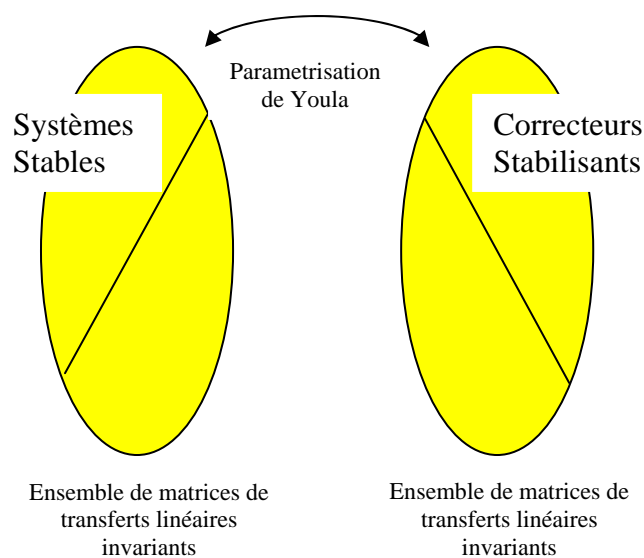 Parametrisation
de Youla
Systèmes
Stables
Correcteurs
Stabilisants
Ensemble de matrices de
transferts linéaires
invariants
Ensemble de matrices de
transferts linéaires
invariants